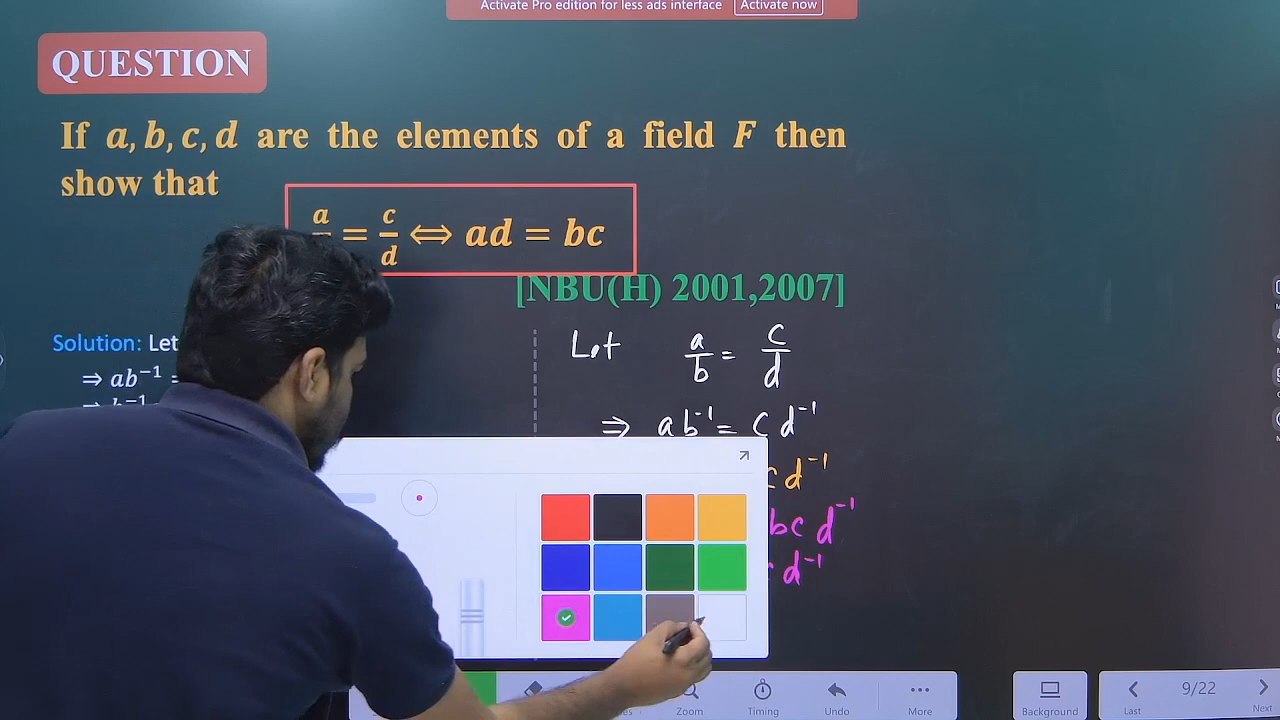 Activate Pro edition for less ads interface Activate now
QUESTION
If a, b, c, d are the elements of a field F then
show that
a = c/d ⇔ ad = bc
[NBU(H) 2001,2007]
Solution: Let
⇒ ab⁻¹ =
Let a/b = c/d
⇒ ab⁻¹ = cd⁻¹
d⁻¹
bc d⁻¹
d⁻¹
Zoom Timing Undo More Background Last 9/22 Next